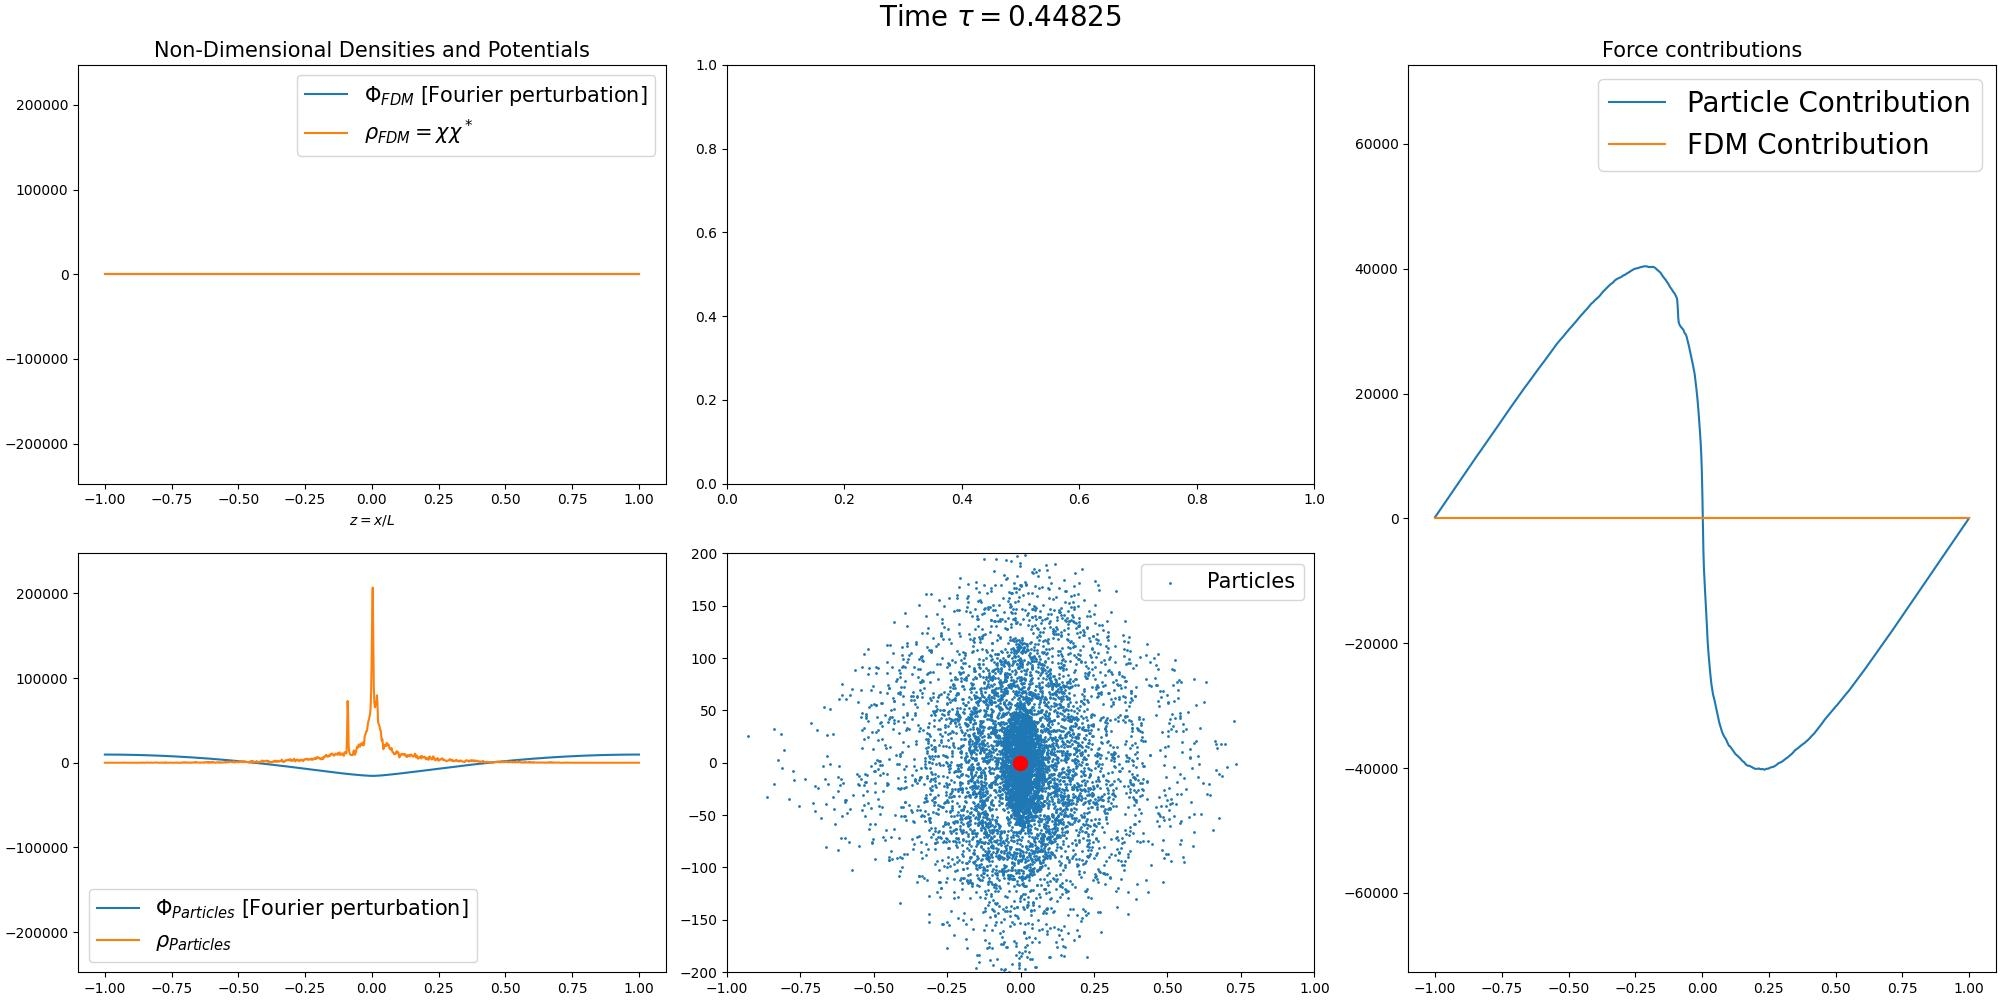 Time τ = 0.44825
Non-Dimensional Densities and Potentials
200000
100000
0
−100000
−200000
Φ_FDM [Fourier perturbation]
ρ_FDM = χχ*
−1.00 −0.75 −0.50 −0.25 0.00 0.25 0.50 0.75 1.00
z = x/L
1.0
0.8
0.6
0.4
0.2
0.0
0.0 0.2 0.4 0.6 0.8 1.0
Force contributions
Particle Contribution
FDM Contribution
60000
40000
20000
0
−20000
−40000
−60000
−1.00 −0.75 −0.50 −0.25 0.00 0.25 0.50 0.75 1.00
200000
100000
0
−100000
−200000
Φ_Particles [Fourier perturbation]
ρ_Particles
−1.00 −0.75 −0.50 −0.25 0.00 0.25 0.50 0.75 1.00
Particles
200
150
100
50
0
−50
−100
−150
−200
−1.00 −0.75 −0.50 −0.25 0.00 0.25 0.50 0.75 1.00